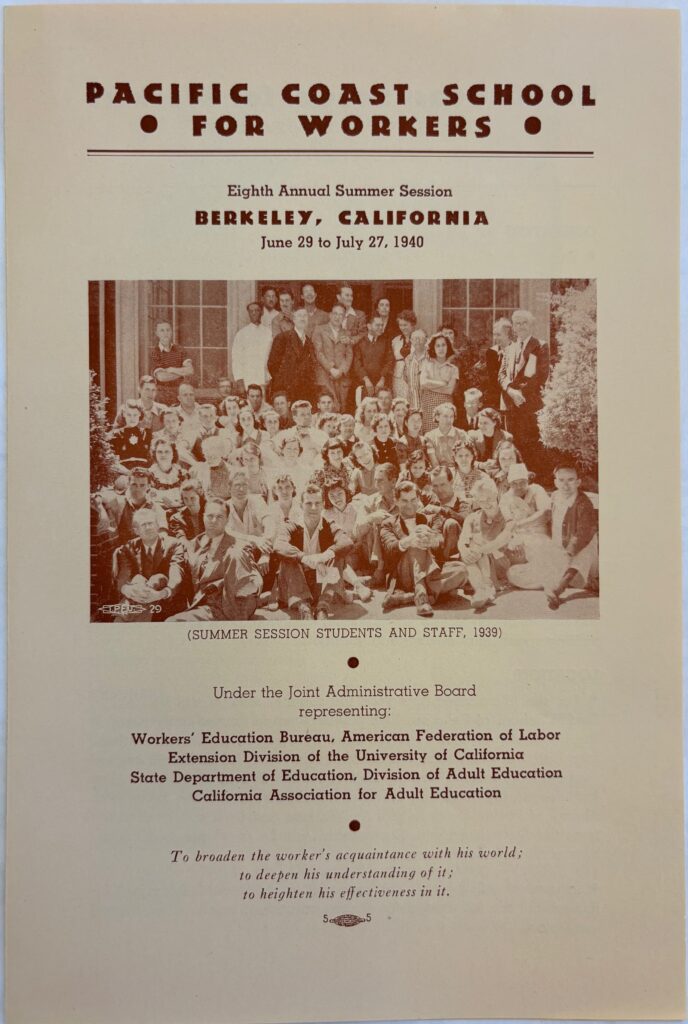 PACIFIC COAST SCHOOL
• FOR WORKERS •
Eighth Annual Summer Session
BERKELEY, CALIFORNIA
June 29 to July 27, 1940
29
(SUMMER SESSION STUDENTS AND STAFF, 1939)
Under the Joint Administrative Board
representing:
Workers' Education Bureau, American Federation of Labor
Extension Division of the University of California
State Department of Education, Division of Adult Education
California Association for Adult Education
To broaden the worker's acquaintance with his world;
to deepen his understanding of it;
to heighten his effectiveness in it.
5 5